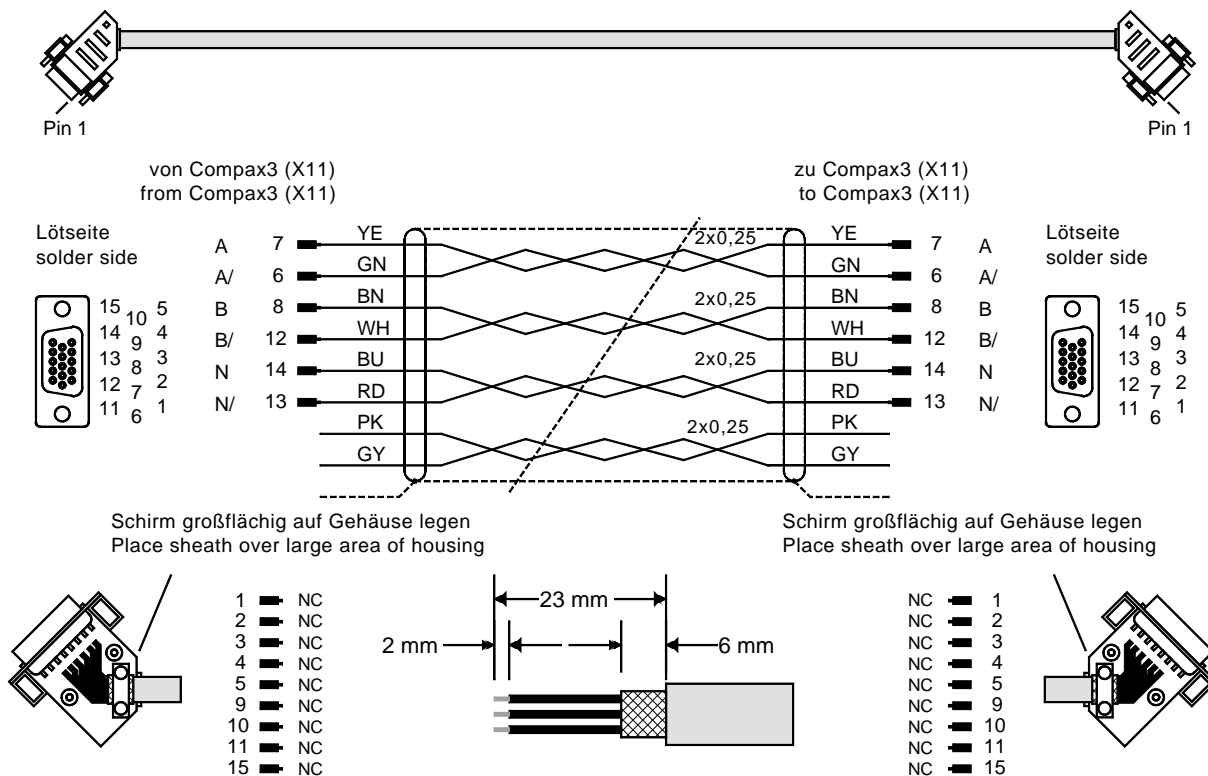 Pin 1
Pin 1
von Compax3 (X11)
from Compax3 (X11)
zu Compax3 (X11)
to Compax3 (X11)
Lötseite
solder side
15 10 5
14 9 4
13 8 3
12 7 2
11 6 1
A 7 YE 2x0,25 YE 7 A
A/ 6 GN GN 6 A/
B 8 BN 2x0,25 BN 8 B
B/ 12 WH WH 12 B/
N 14 BU 2x0,25 BU 14 N
N/ 13 RD RD 13 N/
PK 2x0,25 PK
GY GY
Lötseite
solder side
15 10 5
14 9 4
13 8 3
12 7 2
11 6 1
Schirm großflächig auf Gehäuse legen
Place sheath over large area of housing
Schirm großflächig auf Gehäuse legen
Place sheath over large area of housing
1 NC
2 NC
3 NC
4 NC
5 NC
9 NC
10 NC
11 NC
15 NC
23 mm
2 mm
6 mm
NC 1
NC 2
NC 3
NC 4
NC 5
NC 9
NC 10
NC 11
NC 15